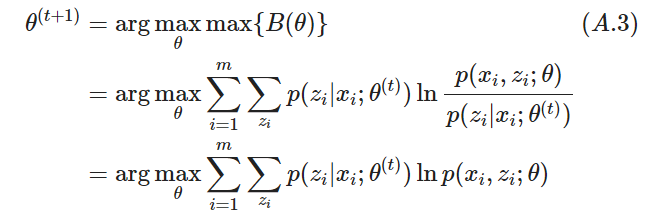 θ^{(t+1)} = arg max_θ max{B(θ)} (A.3)
= arg max_θ ∑_{i=1}^{m} ∑_{z_i} p(z_i|x_i; θ^{(t)}) ln \frac{p(x_i, z_i; θ)}{p(z_i|x_i; θ^{(t)})}
= arg max_θ ∑_{i=1}^{m} ∑_{z_i} p(z_i|x_i; θ^{(t)}) ln p(x_i, z_i; θ)